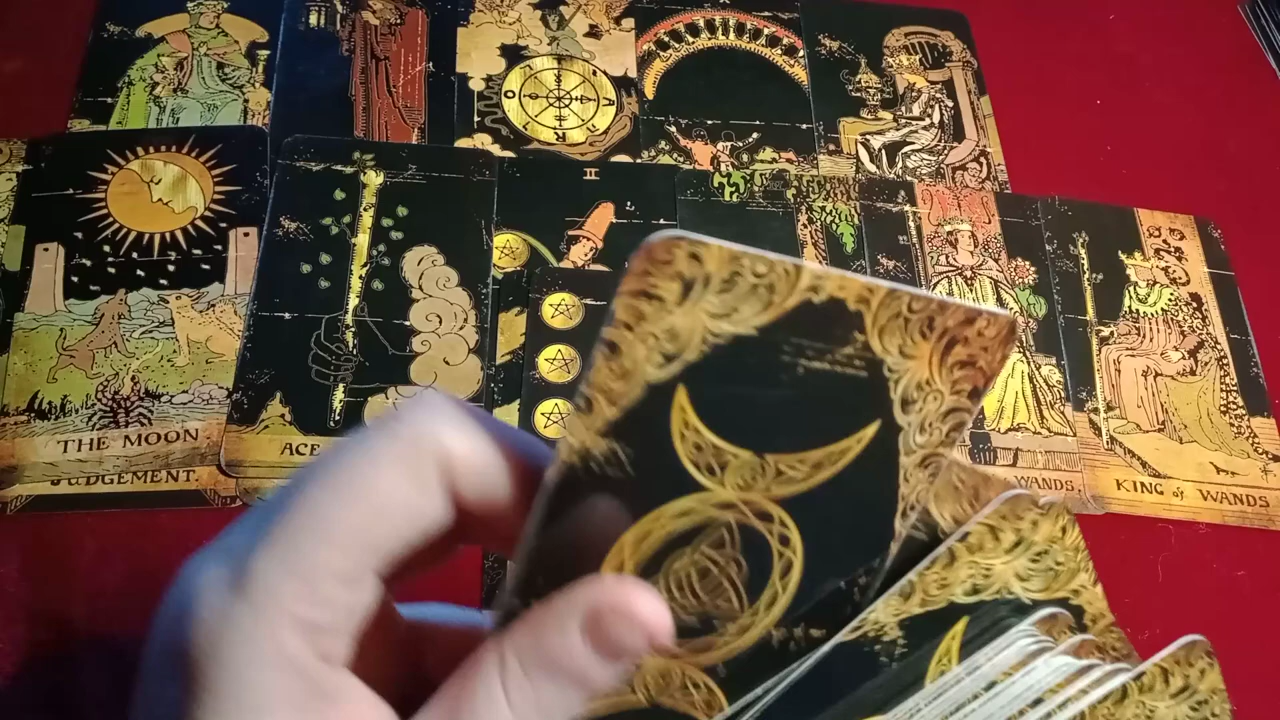 II
THE MOON.
JUDGEMENT.
ACE
WANDS
KING of WANDS